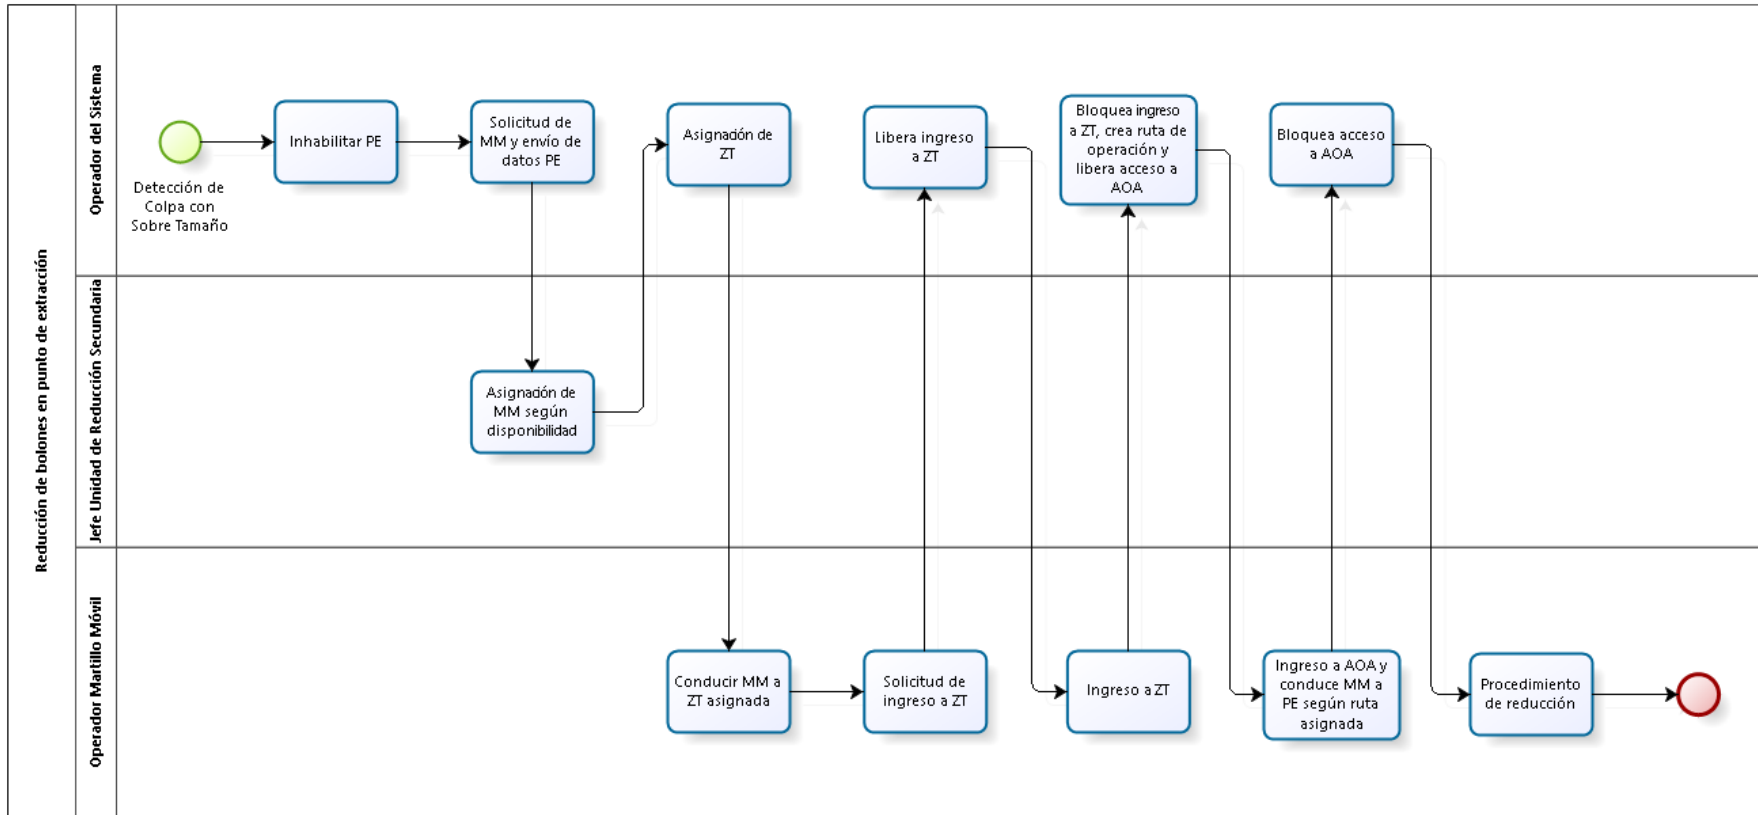 Reducción de bolones en punto de extracción
Operador del Sistema
Detección de
Colpa con
Sobre Tamaño
Inhabilitar PE
Solicitud de
MM y envío de
datos PE
Asignación de
ZT
Libera ingreso
a ZT
Bloquea ingreso
a ZT, crea ruta de
operación y
libera acceso a
AOA
Bloquea acceso
a AOA
Jefe Unidad de Reducción Secundaria
Asignación de
MM según
disponibilidad
Operador Martillo Móvil
Conducir MM a
ZT asignada
Solicitud de
ingreso a ZT
Ingreso a ZT
Ingreso a AOA y
conduce MM a
PE según ruta
asignada
Procedimiento
de reducción